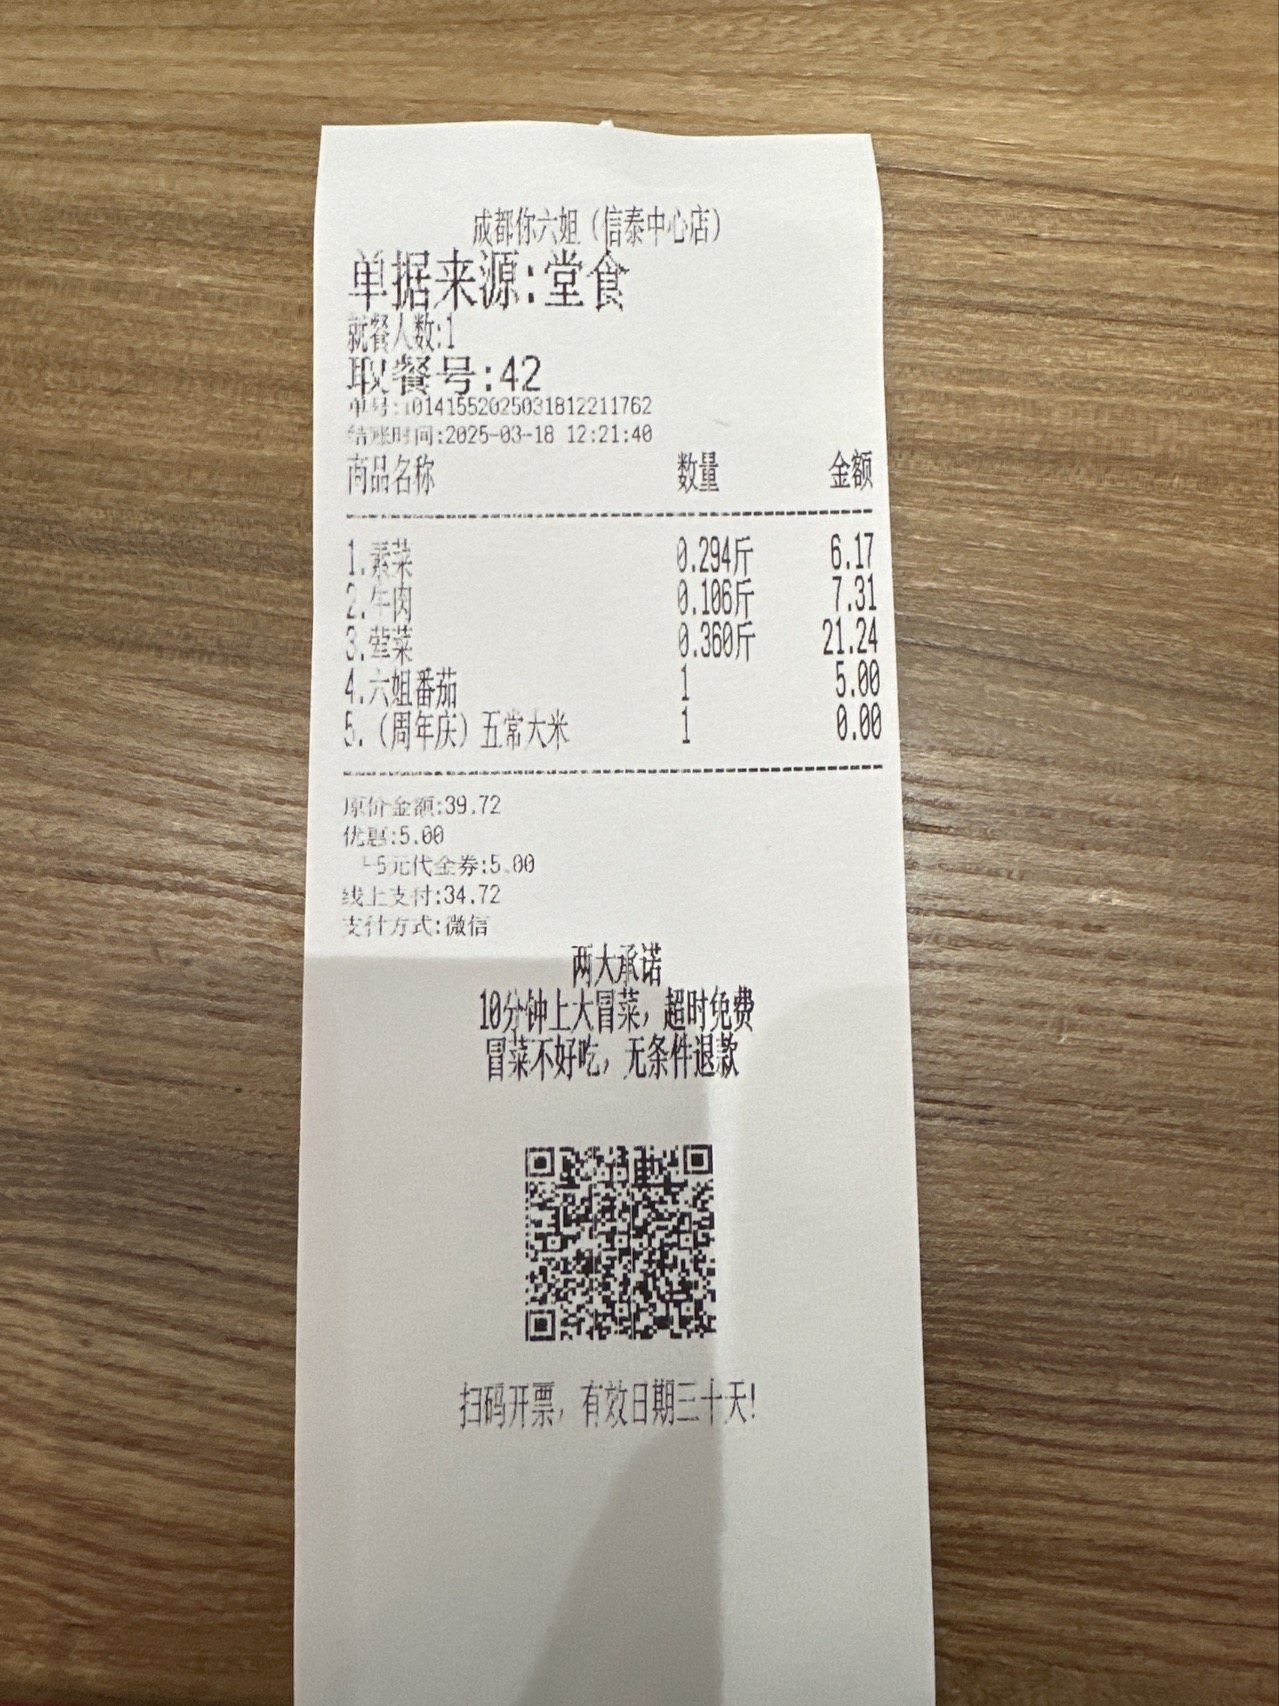 成都你六姐（信泰中心店）
单据来源:堂食
就餐人数:1
取餐号:42
单号:10141552025031812211762
结账时间:2025-03-18 12:21:40
商品名称 数量 金额
1.素菜 0.294斤 6.17
2.牛肉 0.106斤 7.31
3.荤菜 0.360斤 21.24
4.六姐番茄 1 5.00
5.（周年庆）五常大米 1 0.00
原价金额:39.72
优惠:5.00
└5元代金券:5.00
线上支付:34.72
支付方式:微信
两大承诺
10分钟上大冒菜，超时免费
冒菜不好吃，无条件退款
扫码开票，有效日期三十天!